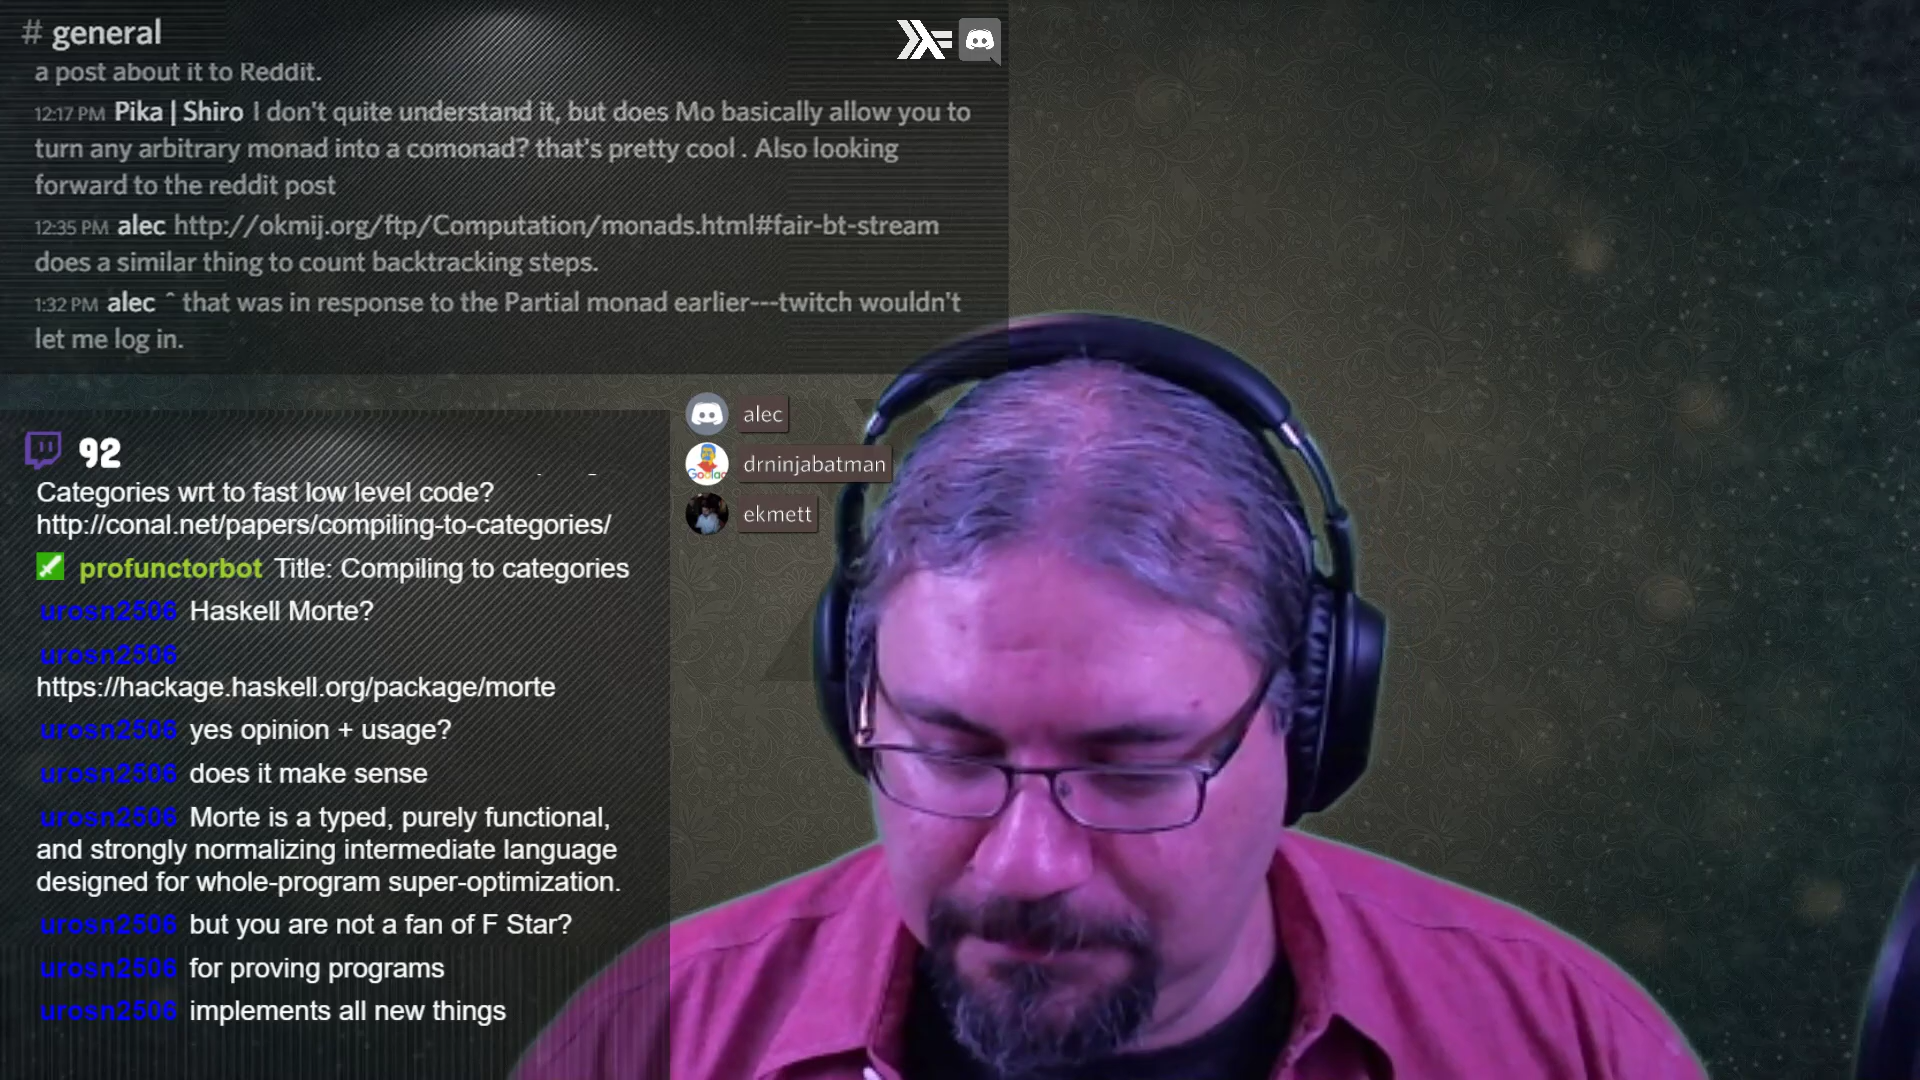 # general
a post about it to Reddit.
12:17 PM Pika | Shiro I don't quite understand it, but does Mo basically allow you to
turn any arbitrary monad into a comonad? that's pretty cool . Also looking
forward to the reddit post
12:35 PM alec http://okmij.org/ftp/Computation/monads.html#fair-bt-stream
does a similar thing to count backtracking steps.
1:32 PM alec ^ that was in response to the Partial monad earlier---twitch wouldn't
let me log in.
alec
drninjabatman
ekmett
92
Categories wrt to fast low level code?
http://conal.net/papers/compiling-to-categories/
profunctorbot Title: Compiling to categories
urosn2506 Haskell Morte?
urosn2506
https://hackage.haskell.org/package/morte
urosn2506 yes opinion + usage?
urosn2506 does it make sense
urosn2506 Morte is a typed, purely functional,
and strongly normalizing intermediate language
designed for whole-program super-optimization.
urosn2506 but you are not a fan of F Star?
urosn2506 for proving programs
urosn2506 implements all new things